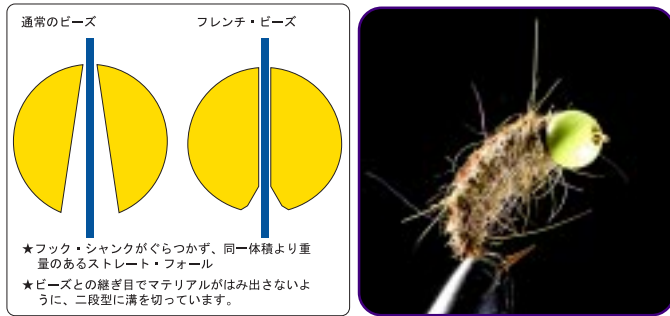 通常のビーズ
フレンチ・ビーズ
★フック・シャンクがぐらつかず、同一体積より重
量のあるストレート・フォール
★ビーズとの継ぎ目でマテリアルがはみ出さないよ
うに、二段型に溝を切っています。